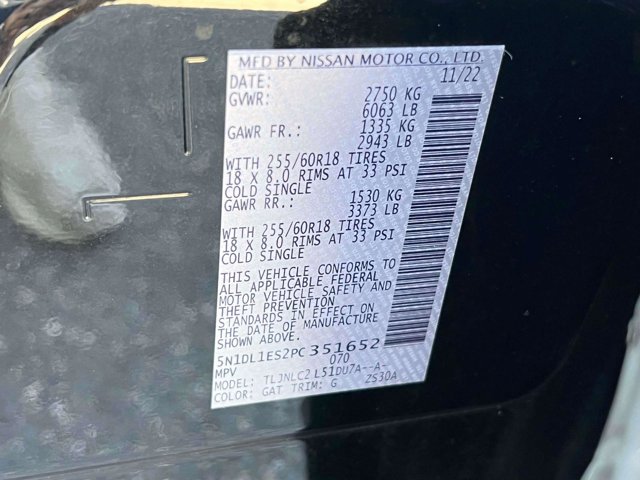 MFD BY NISSAN MOTOR CO., LTD.
DATE: 11/22
GVWR: 2750 KG
6063 LB
GAWR FR.: 1335 KG
2943 LB
WITH 255/60R18 TIRES
18 X 8.0 RIMS AT 33 PSI
COLD SINGLE
GAWR RR.: 1530 KG
3373 LB
WITH 255/60R18 TIRES
18 X 8.0 RIMS AT 33 PSI
COLD SINGLE
THIS VEHICLE CONFORMS TO
ALL APPLICABLE FEDERAL
MOTOR VEHICLE SAFETY AND
THEFT PREVENTION
STANDARDS IN EFFECT ON
THE DATE OF MANUFACTURE
SHOWN ABOVE.
5N1DL1ES2PC351652
MPV 070
MODEL: TLJNLC2 L51DU7A--A-
COLOR: GAT TRIM: G ZS30A